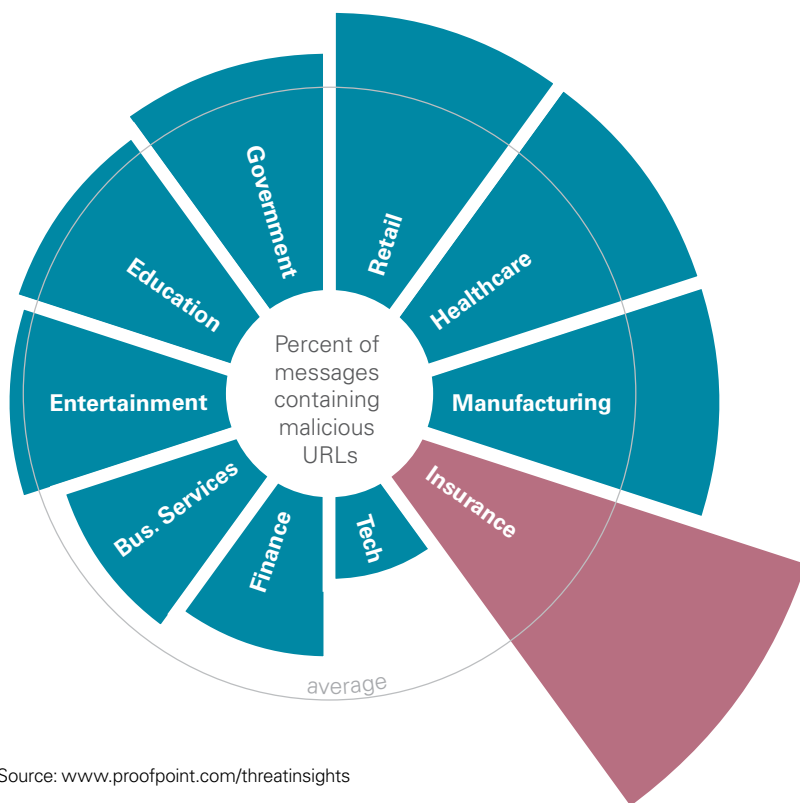 Government
Retail
Education
Healthcare
Percent of
messages
containing
malicious
URLs
Entertainment
Manufacturing
Bus. Services
Insurance
Finance
Tech
average
Source: www.proofpoint.com/threatinsights